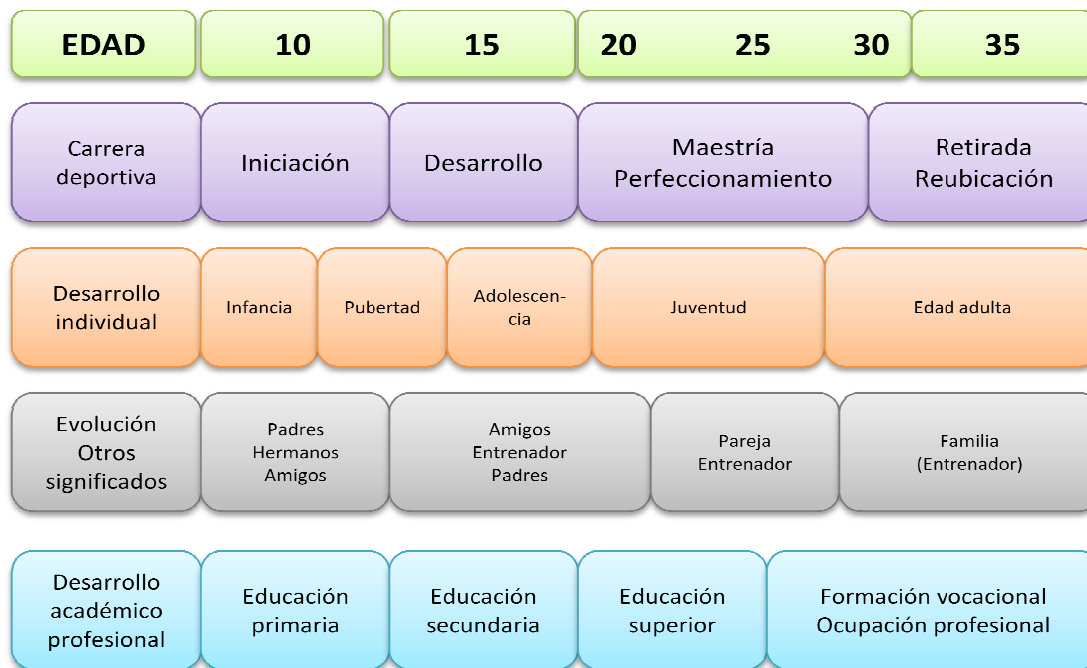 EDAD 10 15 20 25 30 35
Carrera
deportiva
Iniciación
Desarrollo
Maestría
Perfeccionamiento
Retirada
Reubicación
Desarrollo
individual
Infancia
Pubertad
Adolescen-
cia
Juventud
Edad adulta
Evolución
Otros
significados
Padres
Hermanos
Amigos
Amigos
Entrenador
Padres
Pareja
Entrenador
Familia
(Entrenador)
Desarrollo
académico
profesional
Educación
primaria
Educación
secundaria
Educación
superior
Formación vocacional
Ocupación profesional